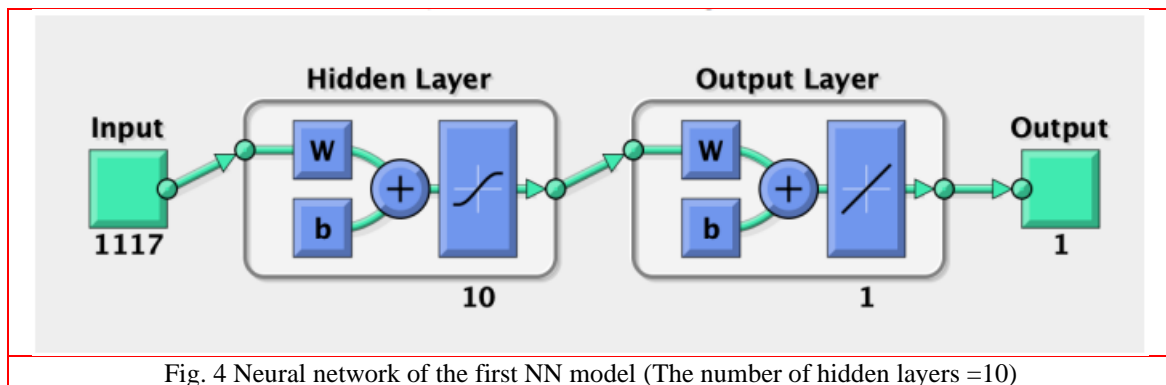 Hidden Layer
Output Layer
Input
Output
W
W
+
+
b
b
1117
1
10
1
Fig. 4 Neural network of the first NN model (The number of hidden layers =10)